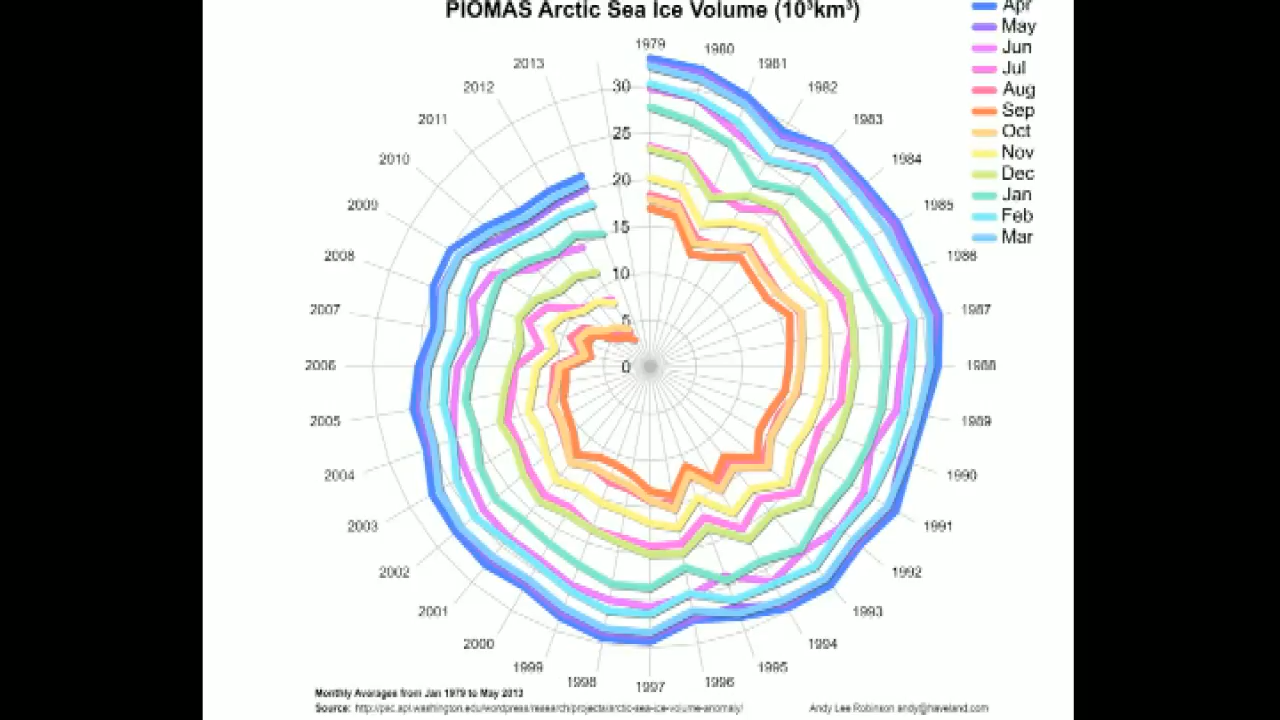 PIOMAS Arctic Sea Ice Volume (10³km³)
Apr
May
Jun
Jul
Aug
Sep
Oct
Nov
Dec
Jan
Feb
Mar
1979
1980
1981
1982
1983
1984
1985
1986
1987
1988
1989
1990
1991
1992
1993
1994
1995
1996
1997
1998
1999
2000
2001
2002
2003
2004
2005
2006
2007
2008
2009
2010
2011
2012
2013
30
25
20
15
10
5
0
Monthly Averages from Jan 1979 to May 2013
Source: http://psc.apl.washington.edu/wordpress/research/projects/arctic-sea-ice-volume-anomaly/
Andy Lee Robinson andy@haveland.com